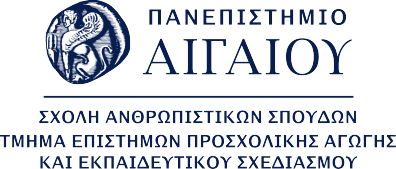 ΠΑΝΕΠΙΣΤΗΜΙΟ
ΑΙΓΑΙΟΥ
ΣΧΟΛΗ ΑΝΘΡΩΠΙΣΤΙΚΩΝ ΣΠΟΥΔΩΝ
ΤΜΗΜΑ ΕΠΙΣΤΗΜΩΝ ΠΡΟΣΧΟΛΙΚΗΣ ΑΓΩΓΗΣ
ΚΑΙ ΕΚΠΑΙΔΕΥΤΙΚΟΥ ΣΧΕΔΙΑΣΜΟΥ